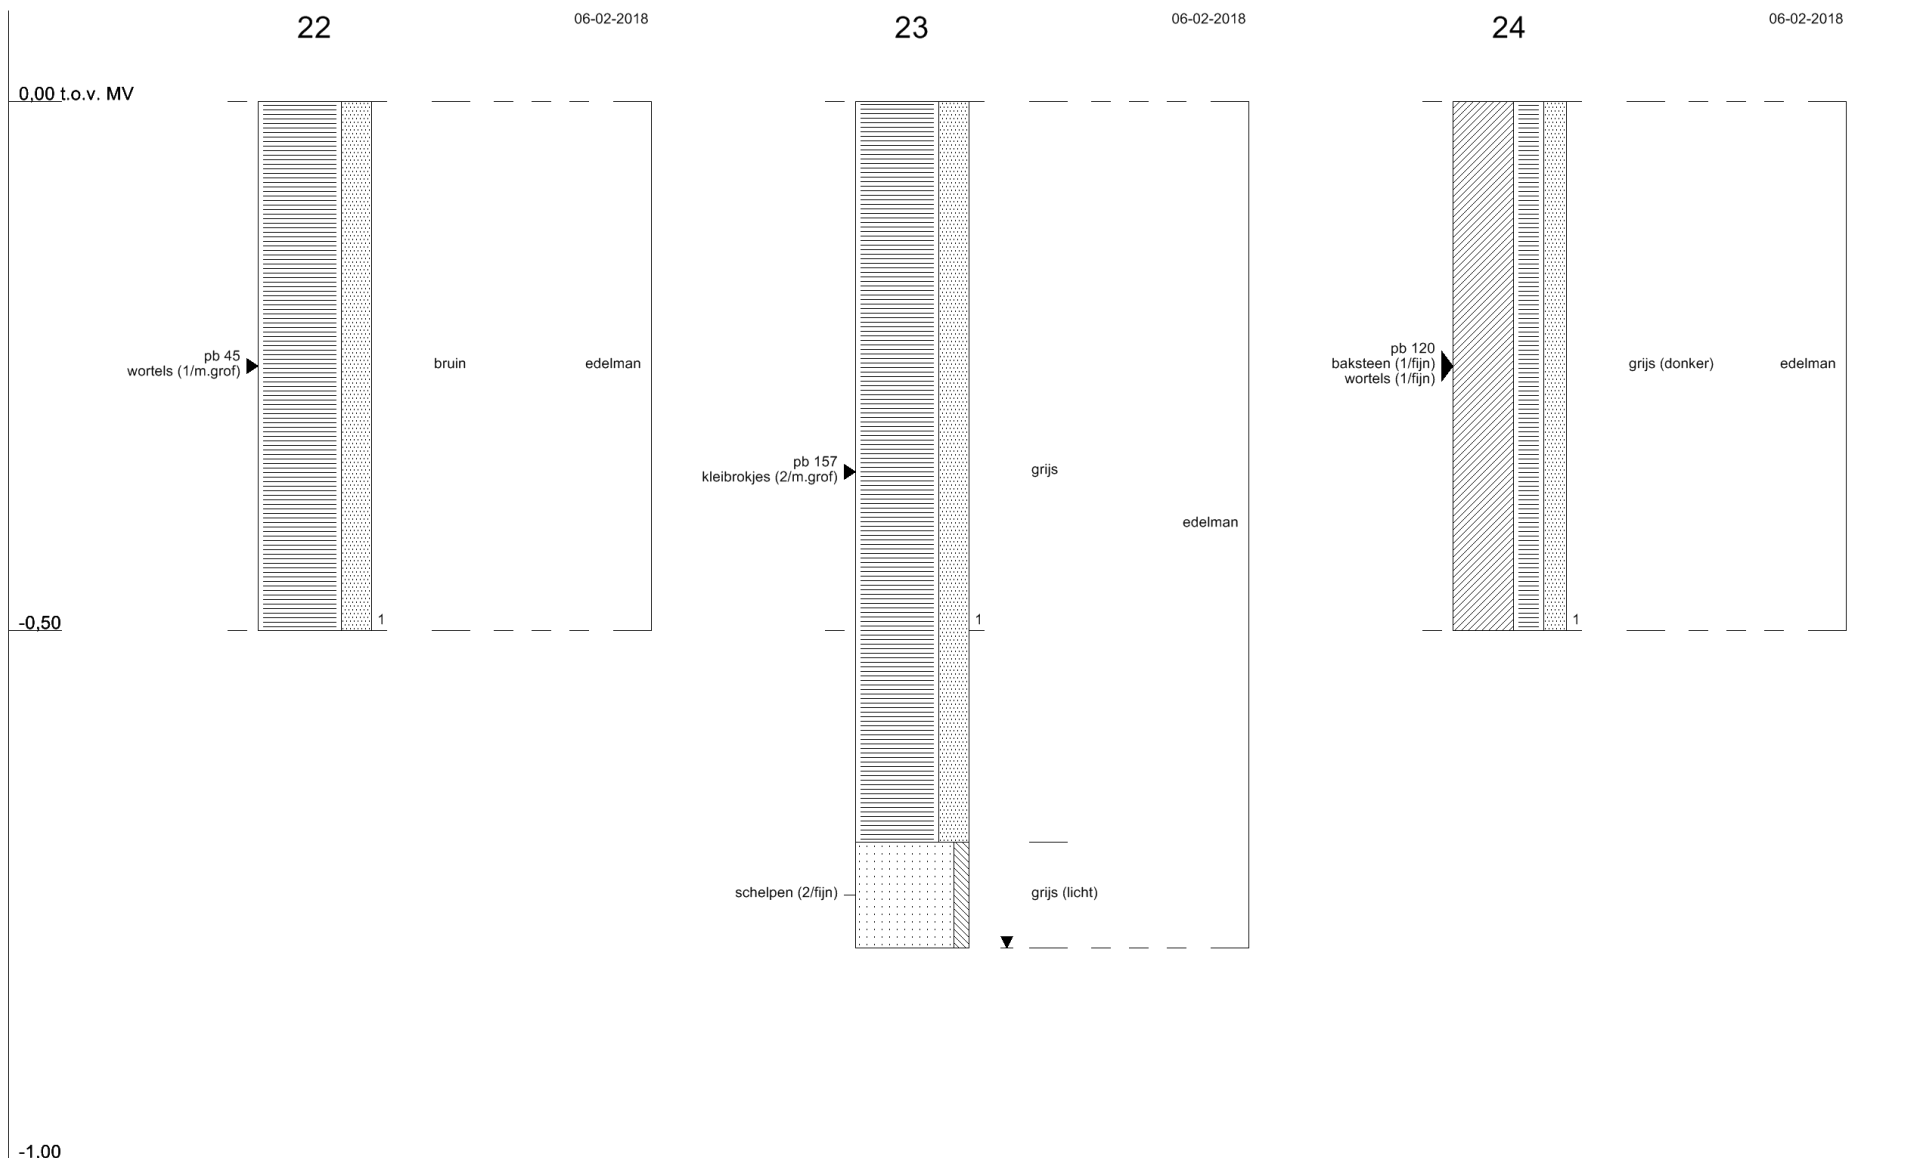 22
06-02-2018
23
06-02-2018
24
06-02-2018
0,00 t.o.v. MV
pb 45
wortels (1/m.grof)
bruin
edelman
pb 120
baksteen (1/fijn)
wortels (1/fijn)
grijs (donker)
edelman
pb 157
kleibrokjes (2/m.grof)
grijs
edelman
-0,50
1
1
1
schelpen (2/fijn)
grijs (licht)
-1,00